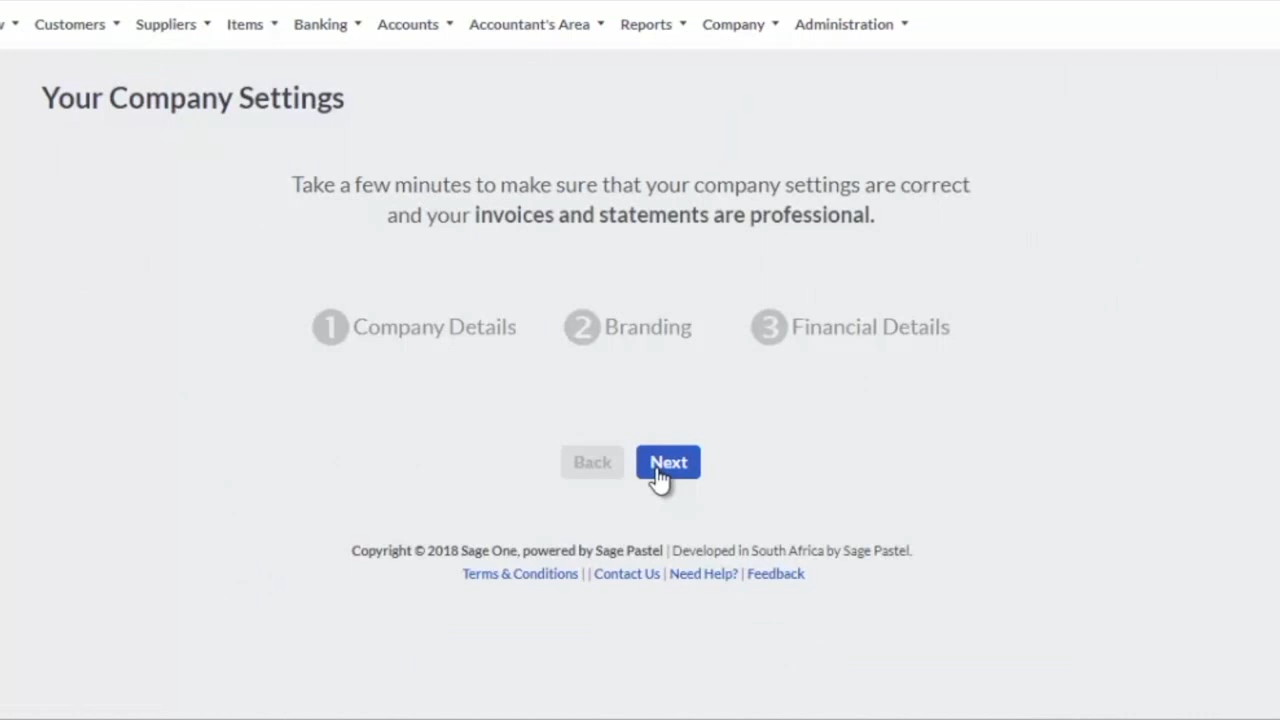 Customers Suppliers Items Banking Accounts Accountant's Area Reports Company Administration
Your Company Settings
Take a few minutes to make sure that your company settings are correct
and your invoices and statements are professional.
1 Company Details 2 Branding 3 Financial Details
Back Next
Copyright © 2018 Sage One, powered by Sage Pastel | Developed in South Africa by Sage Pastel.
Terms & Conditions | | Contact Us | Need Help? | Feedback